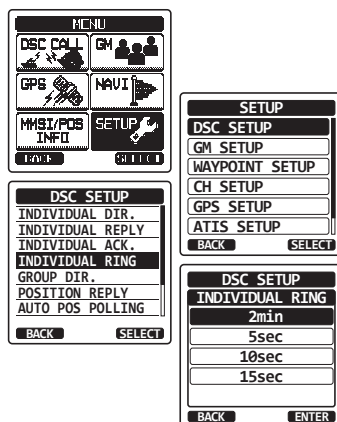 MENU
DSC CALL GM
GPS NAVI
MMSI/POS INFO SETUP
BACK SELECT
SETUP
DSC SETUP
GM SETUP
WAYPOINT SETUP
CH SETUP
GPS SETUP
ATIS SETUP
BACK SELECT
DSC SETUP
INDIVIDUAL DIR.
INDIVIDUAL REPLY
INDIVIDUAL ACK.
INDIVIDUAL RING
GROUP DIR.
POSITION REPLY
AUTO POS POLLING
BACK SELECT
DSC SETUP
INDIVIDUAL RING
2min
5sec
10sec
15sec
BACK ENTER